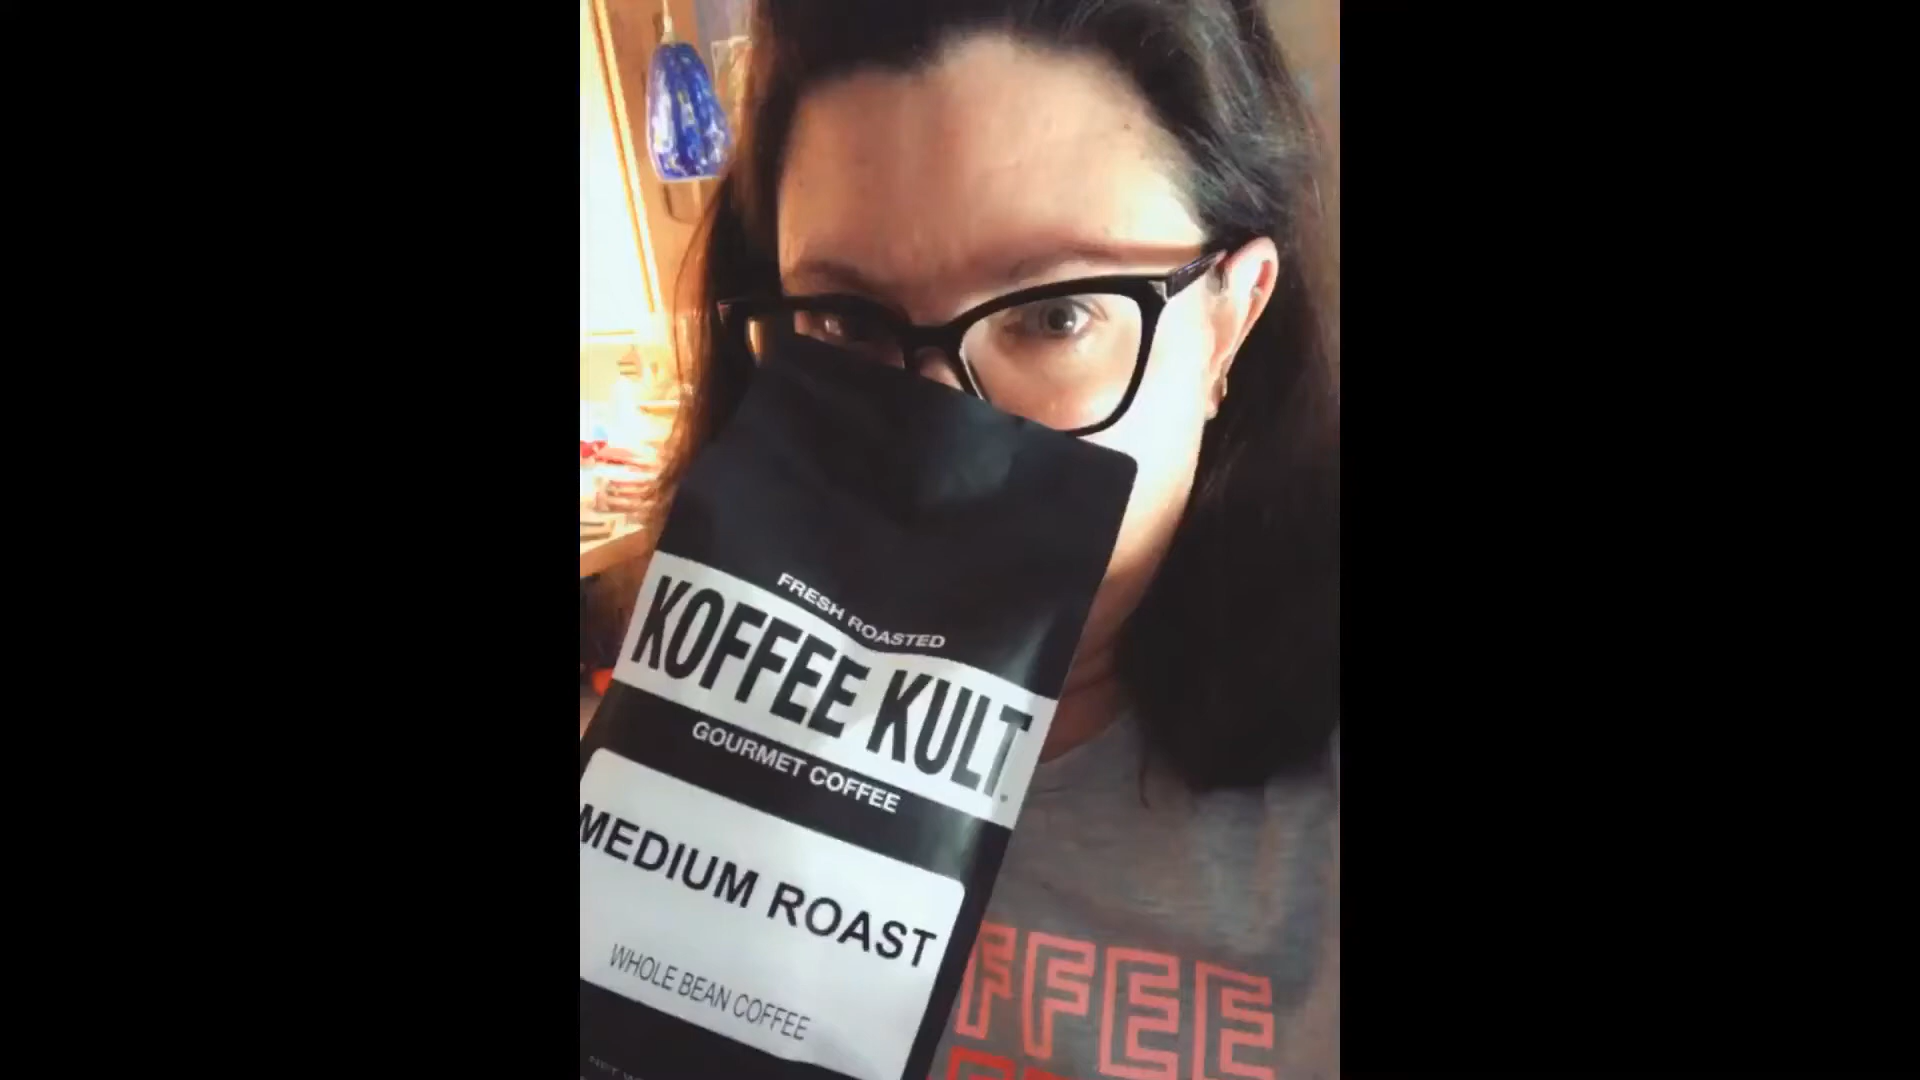 FRESH ROASTED
KOFFEE KULT
GOURMET COFFEE
MEDIUM ROAST
WHOLE BEAN COFFEE
FFEE